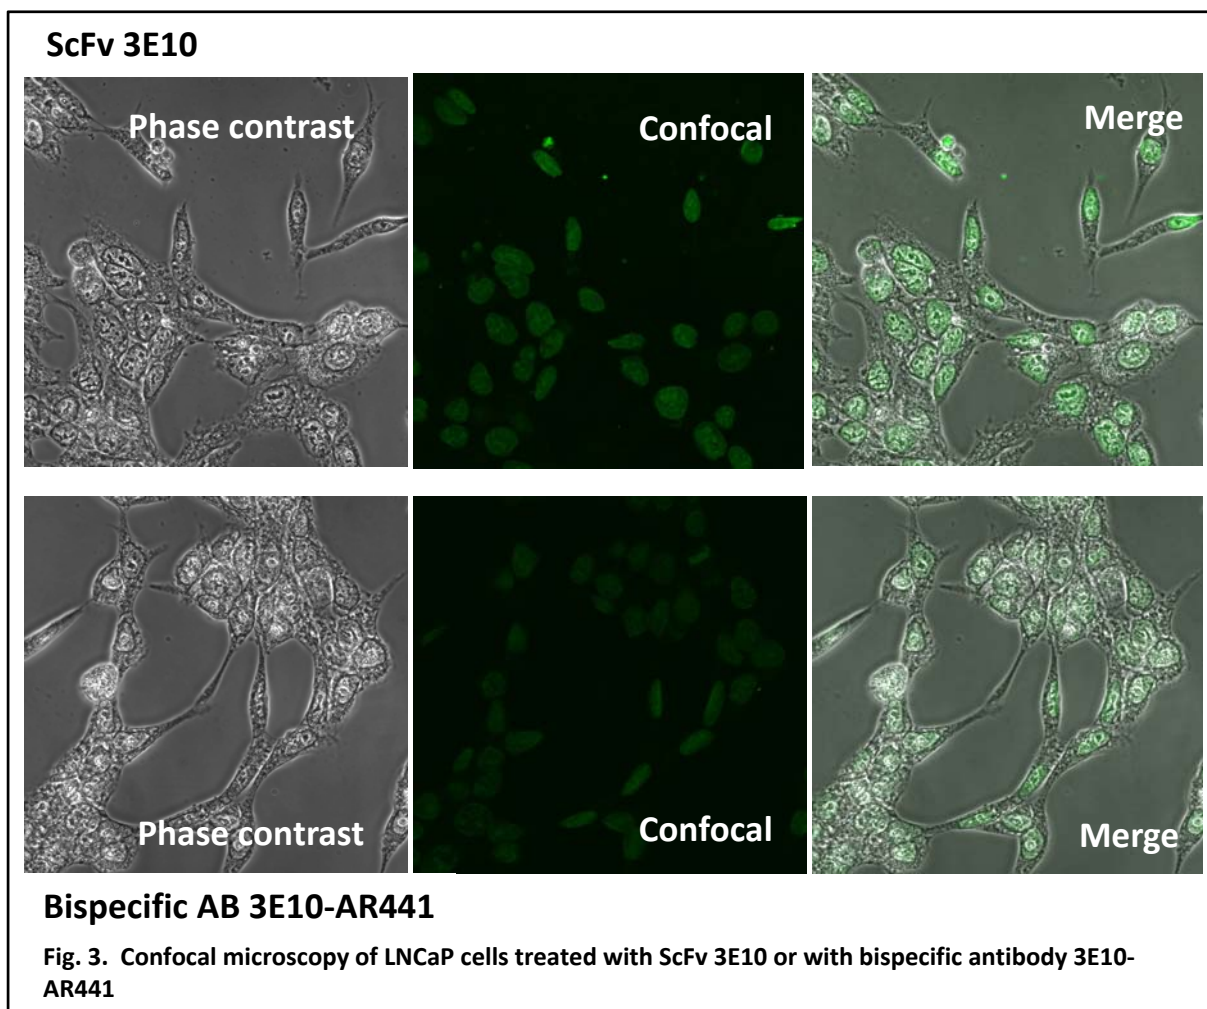 ScFv 3E10
Phase contrast
Confocal
Merge
Phase contrast
Confocal
Merge
Bispecific AB 3E10-AR441
Fig. 3. Confocal microscopy of LNCaP cells treated with ScFv 3E10 or with bispecific antibody 3E10-
AR441